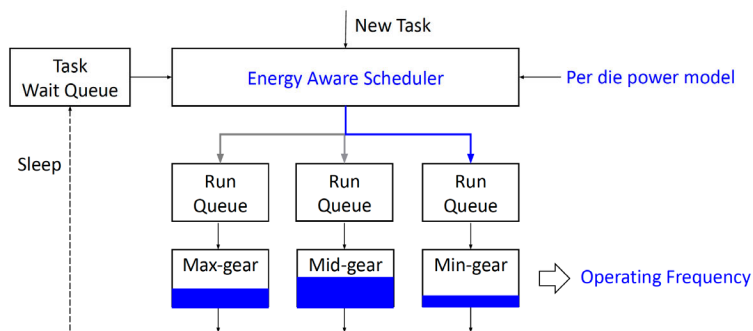 New Task
Task
Wait Queue
Energy Aware Scheduler
Per die power model
Sleep
Run
Queue
Run
Queue
Run
Queue
Max-gear
Mid-gear
Min-gear
Operating Frequency